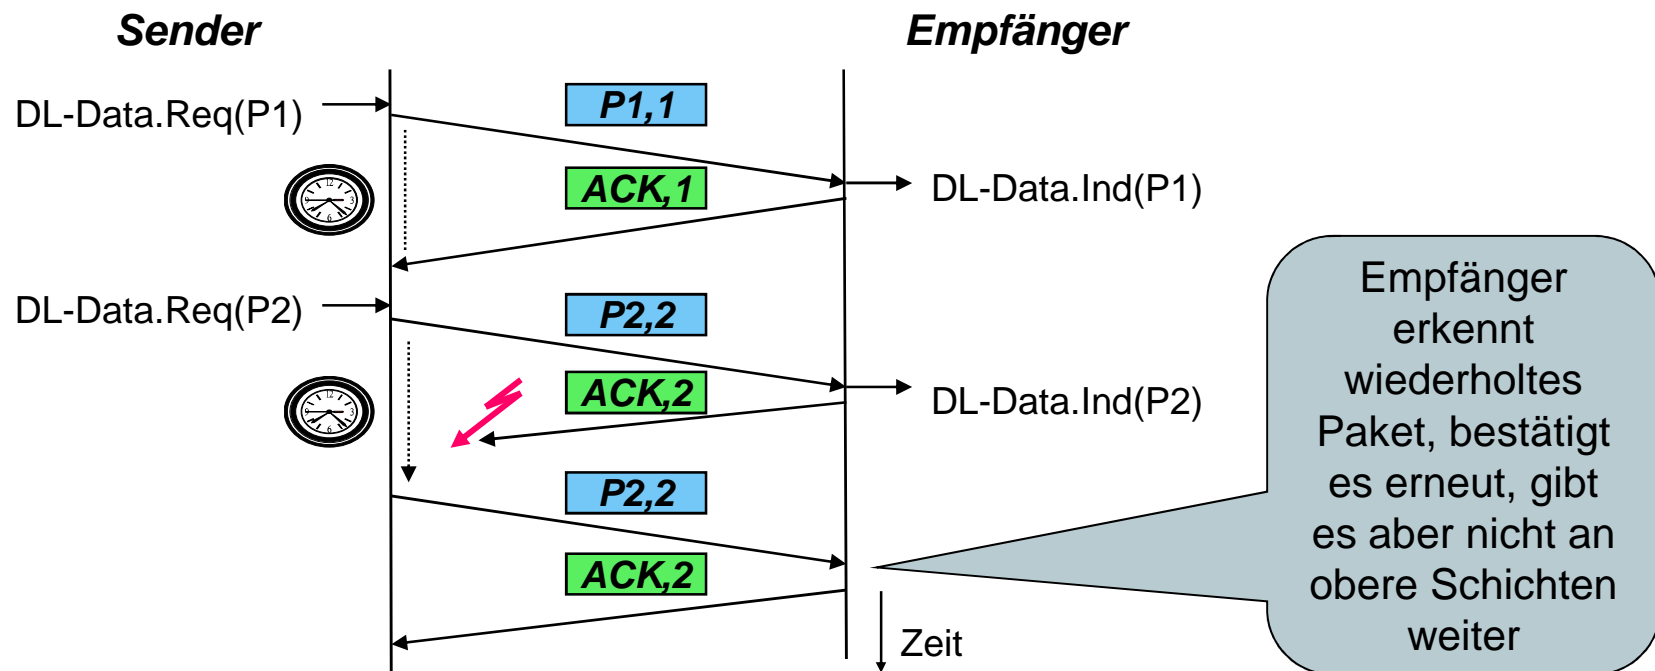 Sender
Empfänger
DL-Data.Req(P1)
P1,1
ACK,1
DL-Data.Ind(P1)
DL-Data.Req(P2)
P2,2
ACK,2
DL-Data.Ind(P2)
P2,2
ACK,2
Zeit
Empfänger
erkennt
wiederholtes
Paket, bestätigt
es erneut, gibt
es aber nicht an
obere Schichten
weiter